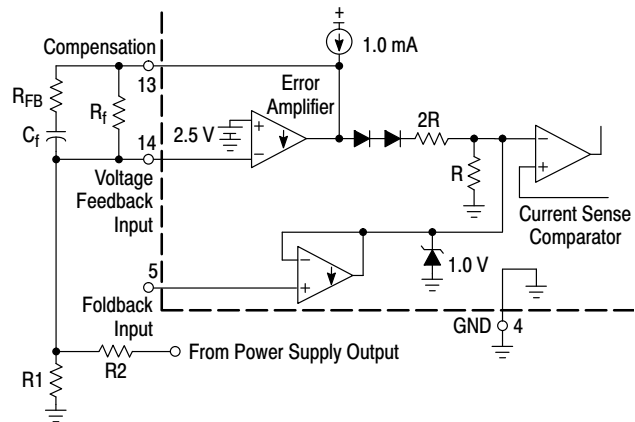 +
Compensation
1.0 mA
13
Error
Amplifier
RFB
Rf
Cf
2.5 V
+
−
2R
R
−
+
14
Voltage
Feedback
Input
Current Sense
Comparator
−
+
1.0 V
5
Foldback
Input
GND
4
R2
From Power Supply Output
R1